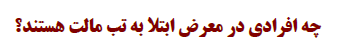 چه افرادی در معرض ابتلا به تب مالت هستند؟